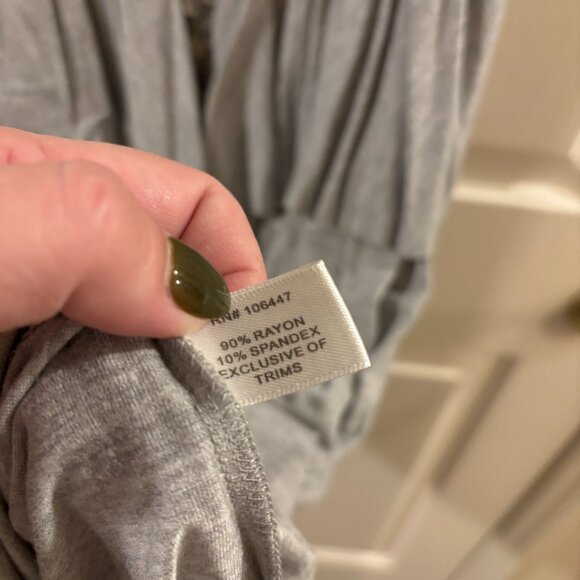 RN# 106447
90% RAYON
10% SPANDEX
EXCLUSIVE OF
TRIMS